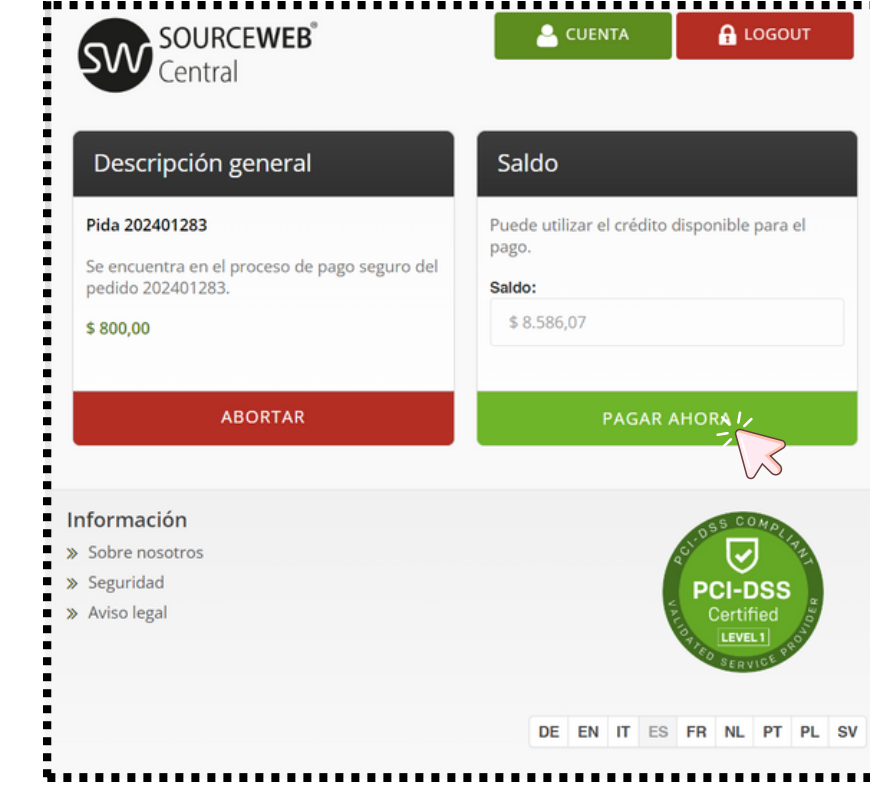 SW
SOURCEWEB®
Central
CUENTA
LOGOUT
Descripción general
Pida 202401283
Se encuentra en el proceso de pago seguro del
pedido 202401283.
$ 800,00
ABORTAR
Saldo
Puede utilizar el crédito disponible para el
pago.
Saldo:
$ 8.586,07
PAGAR AHORA
Información
Sobre nosotros
Seguridad
Aviso legal
PCI-DSS COMPLIANT
PCI-DSS
Certified
LEVEL 1
VALIDATED SERVICE PROVIDER
DE EN IT ES FR NL PT PL SV